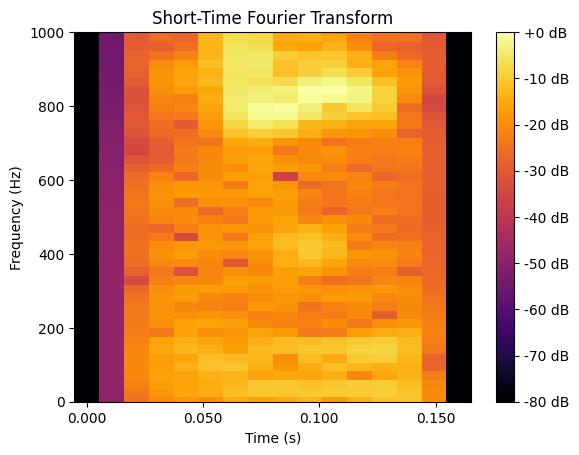 Short-Time Fourier Transform
1000
800
600
400
200
0
Frequency (Hz)
0.000
0.050
0.100
0.150
Time (s)
+0 dB
-10 dB
-20 dB
-30 dB
-40 dB
-50 dB
-60 dB
-70 dB
-80 dB